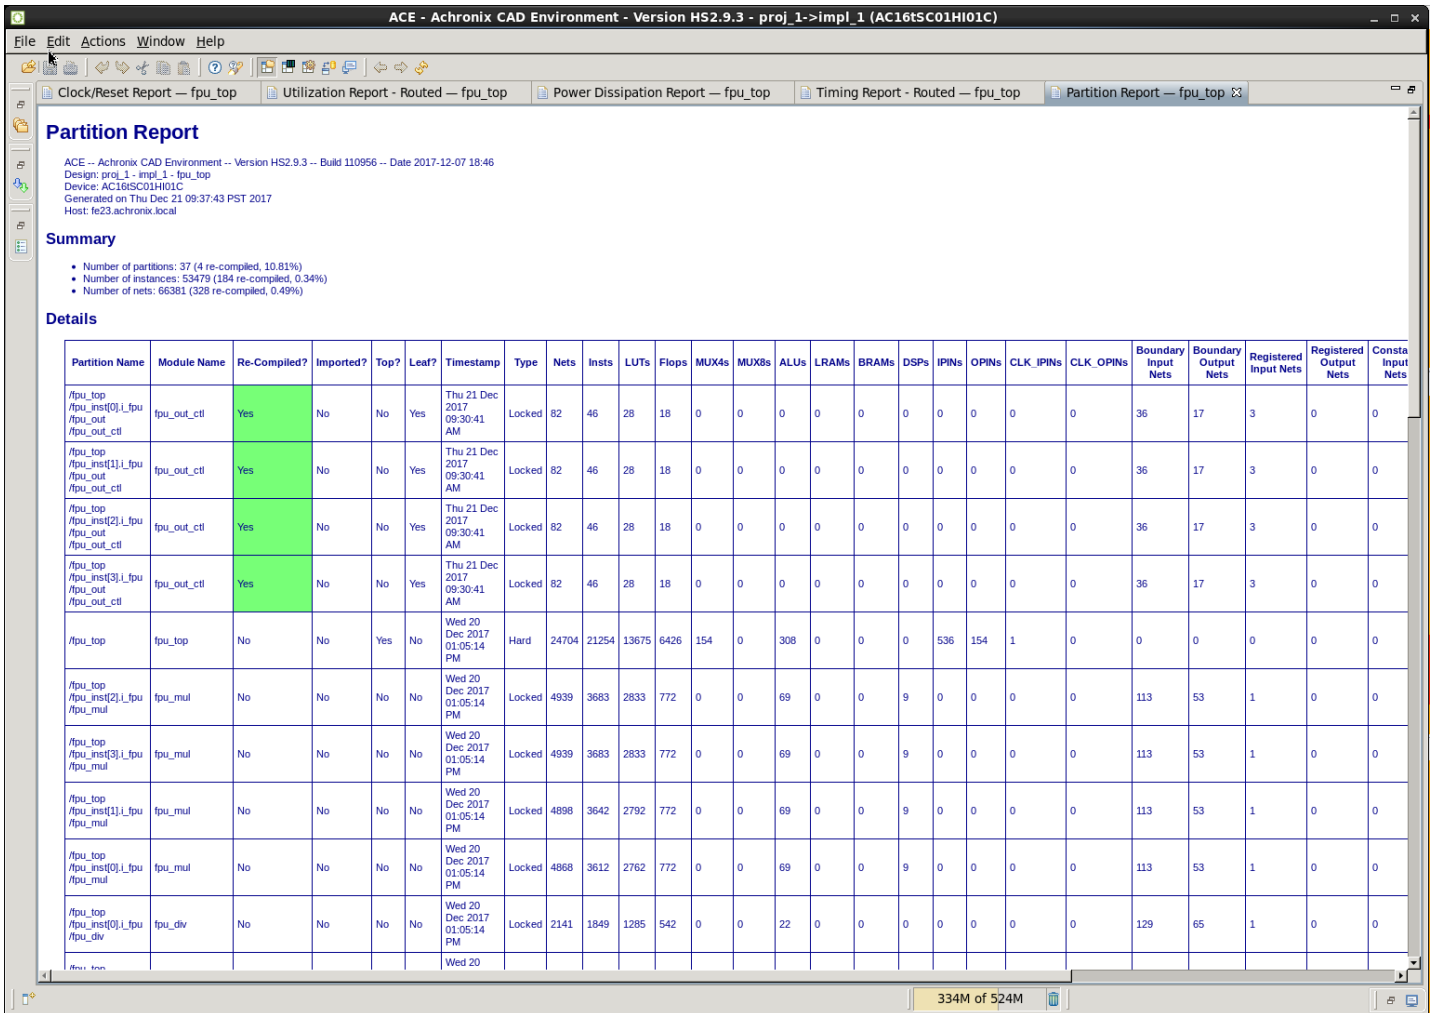 ACE - Achronix CAD Environment - Version HS2.9.3 - proj_1->impl_1 (AC16tSC01HI01C)
File Edit Actions Window Help
Clock/Reset Report — fpu_top Utilization Report - Routed — fpu_top Power Dissipation Report — fpu_top Timing Report - Routed — fpu_top Partition Report — fpu_top
Partition Report
ACE -- Achronix CAD Environment -- Version HS2.9.3 -- Build 110956 -- Date 2017-12-07 18:46
Design: proj_1 - impl_1 - fpu_top
Device: AC16tSC01HI01C
Generated on Thu Dec 21 09:37:43 PST 2017
Host: fe23.achronix.local
Summary
• Number of partitions: 37 (4 re-compiled, 10.81%)
• Number of instances: 53479 (184 re-compiled, 0.34%)
• Number of nets: 66381 (328 re-compiled, 0.49%)
Details
Partition Name Module Name Re-Compiled? Imported? Top? Leaf? Timestamp Type Nets Insts LUTs Flops MUX4s MUX8s ALUs LRAMs BRAMs DSPs IPINs OPINs CLK_IPINs CLK_OPINs Boundary Input Nets Boundary Output Nets Registered Input Nets Registered Output Nets Consta Input Nets
/fpu_top /fpu_inst[0].i_fpu /fpu_out /fpu_out_ctl fpu_out_ctl Yes No No Yes Thu 21 Dec 2017 09:30:41 AM Locked 82 46 28 18 0 0 0 0 0 0 0 0 0 0 36 17 3 0 0
/fpu_top /fpu_inst[1].i_fpu /fpu_out /fpu_out_ctl fpu_out_ctl Yes No No Yes Thu 21 Dec 2017 09:30:41 AM Locked 82 46 28 18 0 0 0 0 0 0 0 0 0 0 36 17 3 0 0
/fpu_top /fpu_inst[2].i_fpu /fpu_out /fpu_out_ctl fpu_out_ctl Yes No No Yes Thu 21 Dec 2017 09:30:41 AM Locked 82 46 28 18 0 0 0 0 0 0 0 0 0 0 36 17 3 0 0
/fpu_top /fpu_inst[3].i_fpu /fpu_out /fpu_out_ctl fpu_out_ctl Yes No No Yes Thu 21 Dec 2017 09:30:41 AM Locked 82 46 28 18 0 0 0 0 0 0 0 0 0 0 36 17 3 0 0
/fpu_top fpu_top No No Yes No Wed 20 Dec 2017 01:05:14 PM Hard 24704 21254 13675 6426 154 0 308 0 0 0 536 154 1 0 0 0 0 0 0
/fpu_top /fpu_inst[2].i_fpu /fpu_mul fpu_mul No No No No Wed 20 Dec 2017 01:05:14 PM Locked 4939 3683 2833 772 0 0 69 0 0 9 0 0 0 0 113 53 1 0 0
/fpu_top /fpu_inst[3].i_fpu /fpu_mul fpu_mul No No No No Wed 20 Dec 2017 01:05:14 PM Locked 4939 3683 2833 772 0 0 69 0 0 9 0 0 0 0 113 53 1 0 0
/fpu_top /fpu_inst[1].i_fpu /fpu_mul fpu_mul No No No No Wed 20 Dec 2017 01:05:14 PM Locked 4898 3642 2792 772 0 0 69 0 0 9 0 0 0 0 113 53 1 0 0
/fpu_top /fpu_inst[0].i_fpu /fpu_mul fpu_mul No No No No Wed 20 Dec 2017 01:05:14 PM Locked 4868 3612 2762 772 0 0 69 0 0 9 0 0 0 0 113 53 1 0 0
/fpu_top /fpu_inst[0].i_fpu /fpu_div fpu_div No No No No Wed 20 Dec 2017 01:05:14 PM Locked 2141 1849 1285 542 0 0 22 0 0 0 0 0 0 0 129 65 1 0 0
/fpu_top Wed 20
334M of 524M